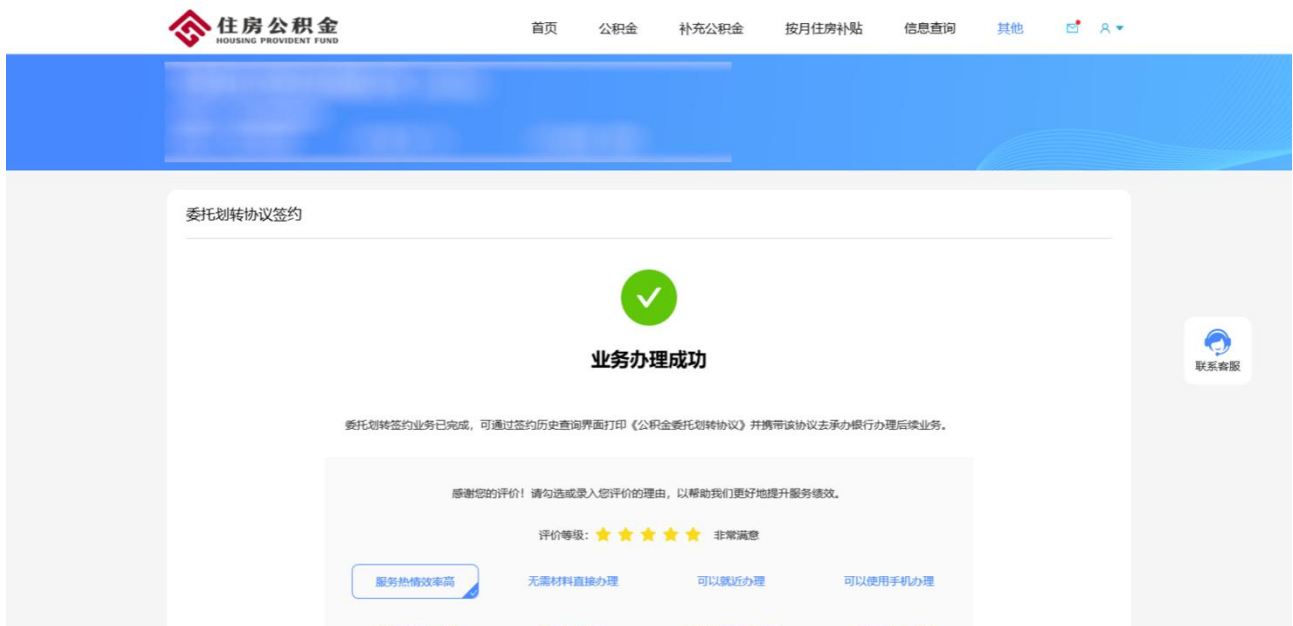 住房公积金
HOUSING PROVIDENT FUND
首页 公积金 补充公积金 按月住房补贴 信息查询 其他
委托划转协议签约
业务办理成功
联系客服
委托划转签约业务已完成，可通过签约历史查询界面打印《公积金委托划转协议》并携带该协议去承办银行办理后续业务。
感谢您的评价！请勾选或录入您评价的理由，以帮助我们更好地提升服务绩效。
评价等级: 非常满意
服务热情效率高 无需材料直接办理 可以就近办理 可以使用手机办理